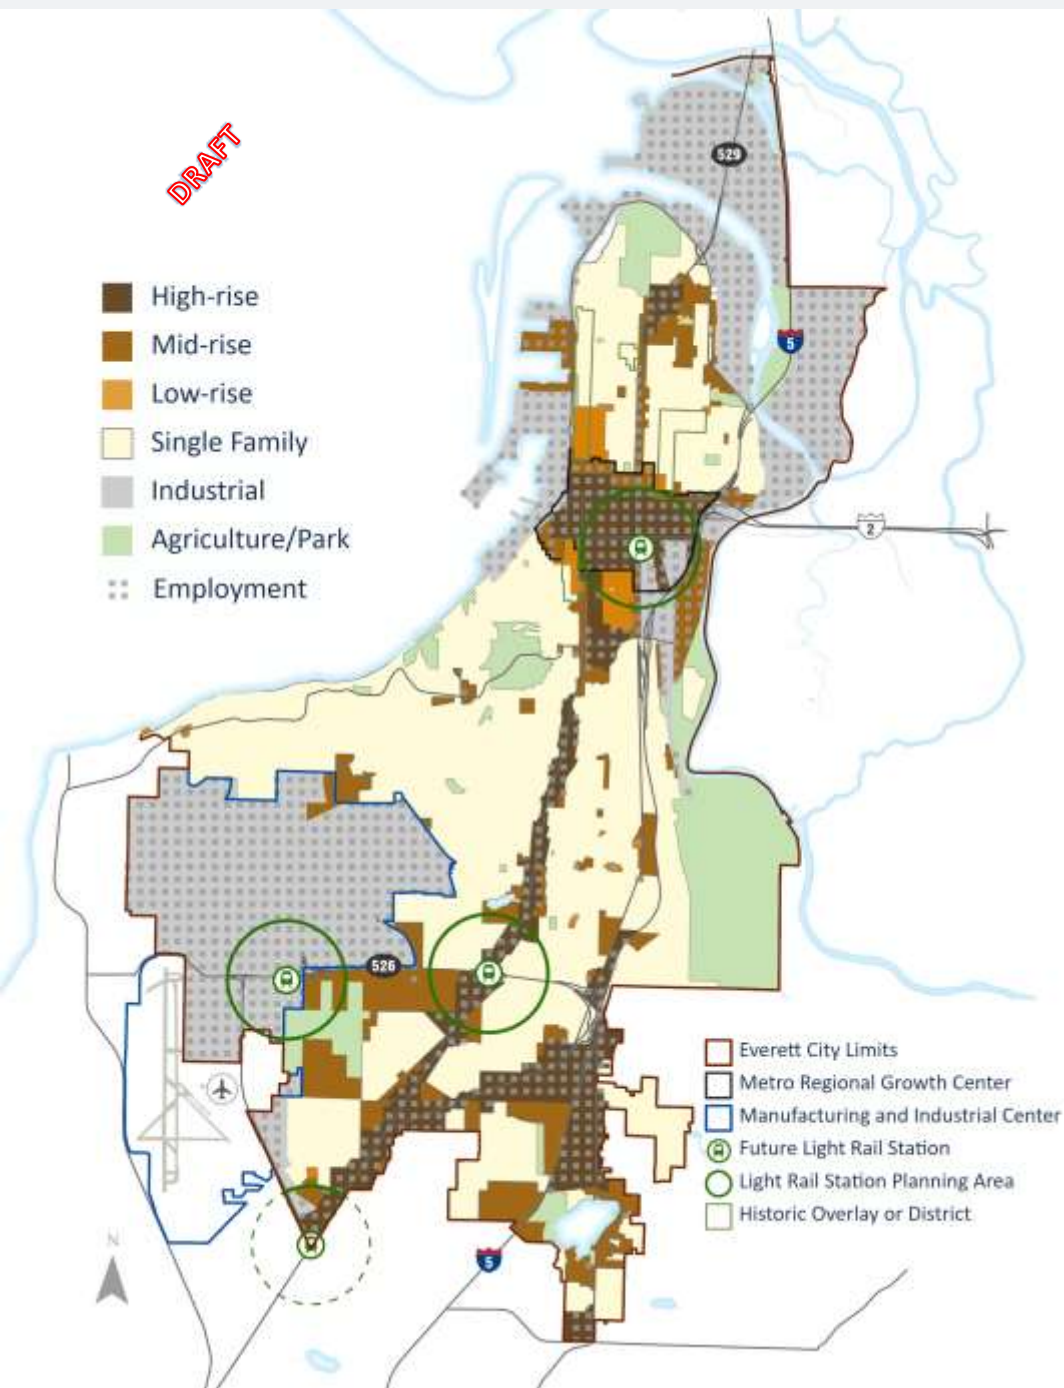 529
DRAFT
High-rise
5
Mid-rise
Low-rise
Single Family
Industrial
2
Agriculture/Park
Employment
526
Everett City Limits
Metro Regional Growth Center
Manufacturing and Industrial Center
Future Light Rail Station
Light Rail Station Planning Area
Historic Overlay or District
N
5